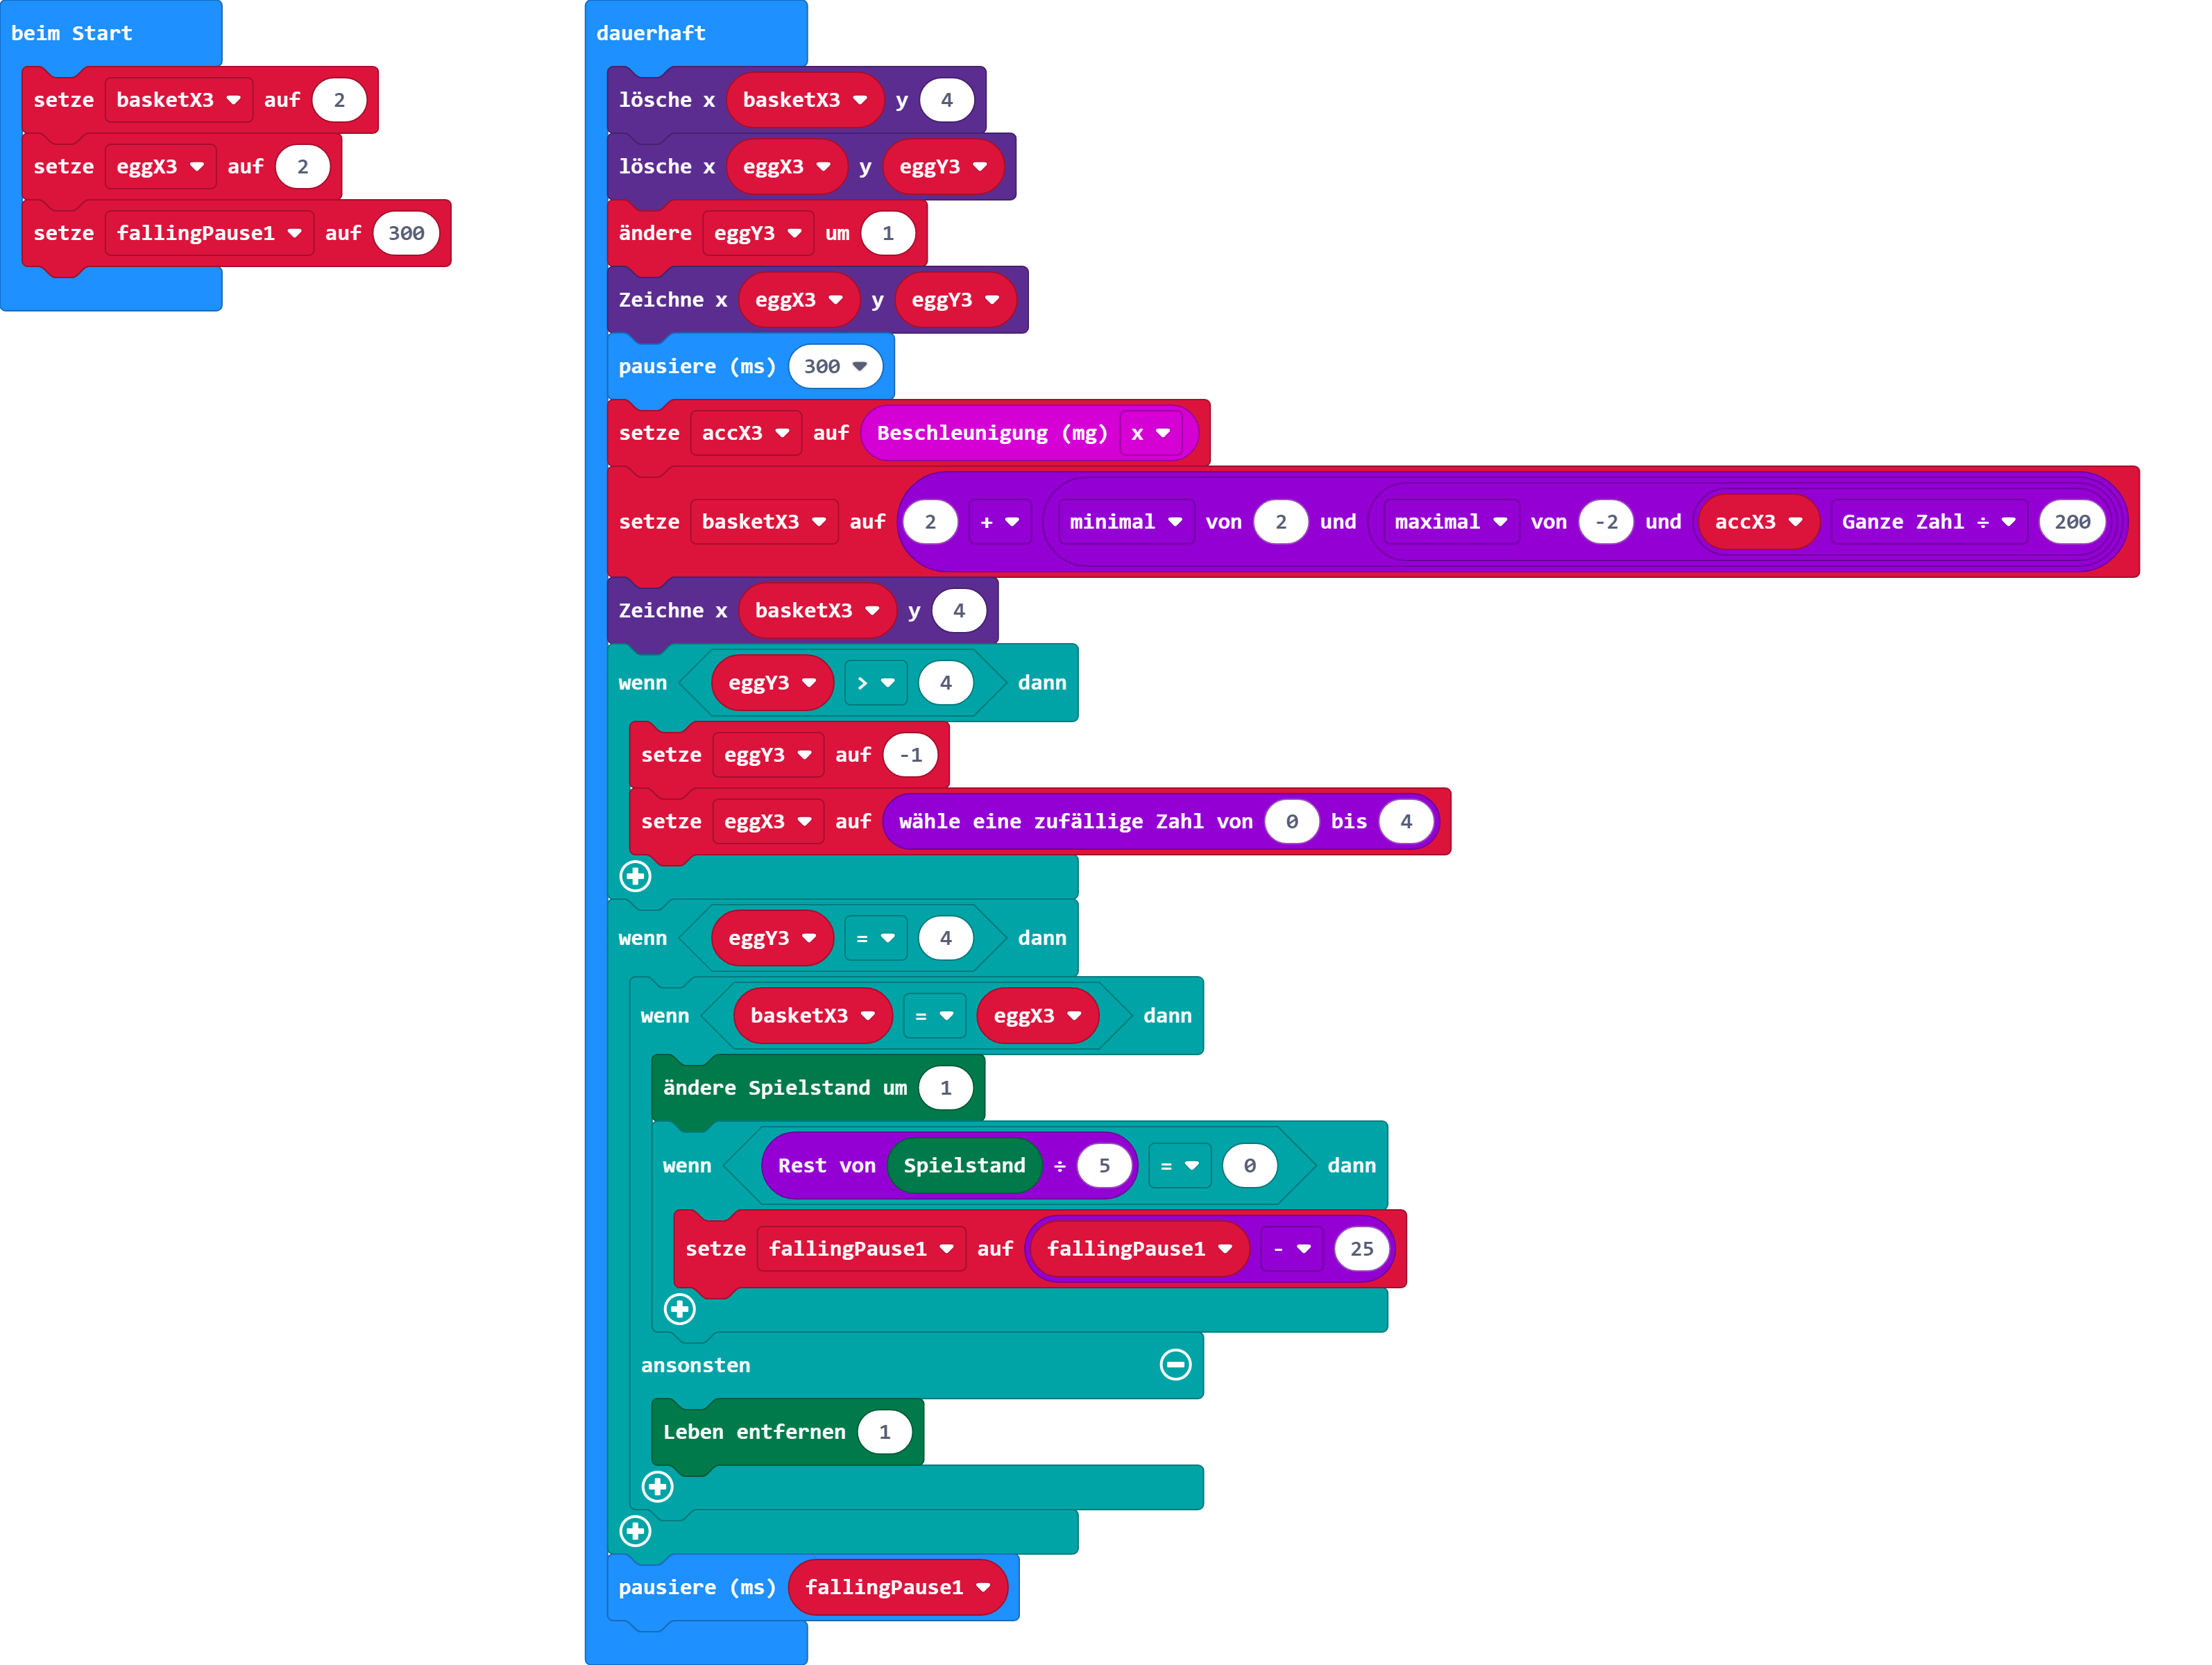 beim Start
setze basketX3 auf 2
setze eggX3 auf 2
setze fallingPause1 auf 300
dauerhaft
lösche x basketX3 y 4
lösche x eggX3 y eggY3
ändere eggY3 um 1
Zeichne x eggX3 y eggY3
pausiere (ms) 300
setze accX3 auf Beschleunigung (mg) x
setze basketX3 auf 2 + minimal von 2 und maximal von -2 und accX3 Ganze Zahl ÷ 200
Zeichne x basketX3 y 4
wenn eggY3 > 4 dann
setze eggY3 auf -1
setze eggX3 auf wähle eine zufällige Zahl von 0 bis 4
wenn eggY3 = 4 dann
wenn basketX3 = eggX3 dann
ändere Spielstand um 1
wenn Rest von Spielstand ÷ 5 = 0 dann
setze fallingPause1 auf fallingPause1 - 25
ansonsten
Leben entfernen 1
pausiere (ms) fallingPause1